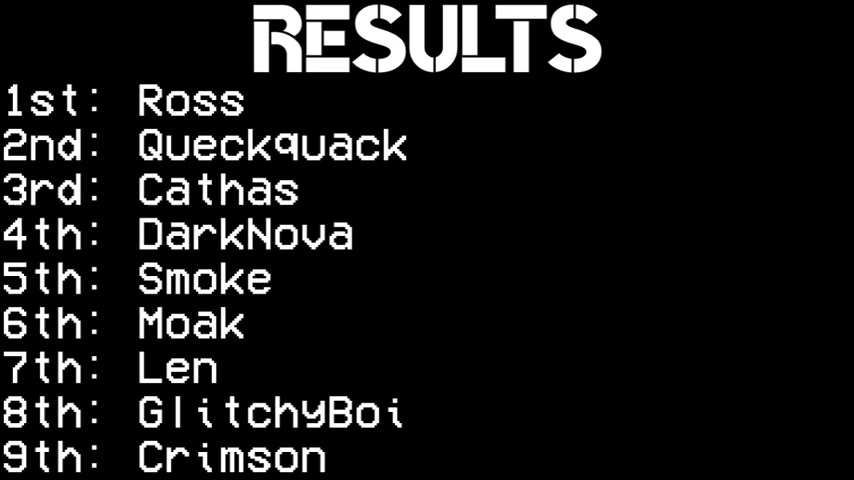 RESULTS
1st: Ross
2nd: Queckquack
3rd: Cathas
4th: DarkNova
5th: Smoke
6th: Moak
7th: Len
8th: GlitchyBoi
9th: Crimson